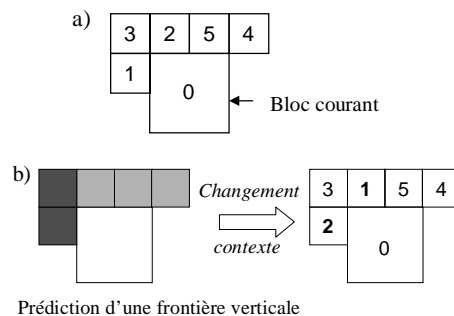 a)
3 2 5 4
1
0
Bloc courant
b)
Changement
contexte
3 1 5 4
2
0
Prédiction d'une frontière verticale